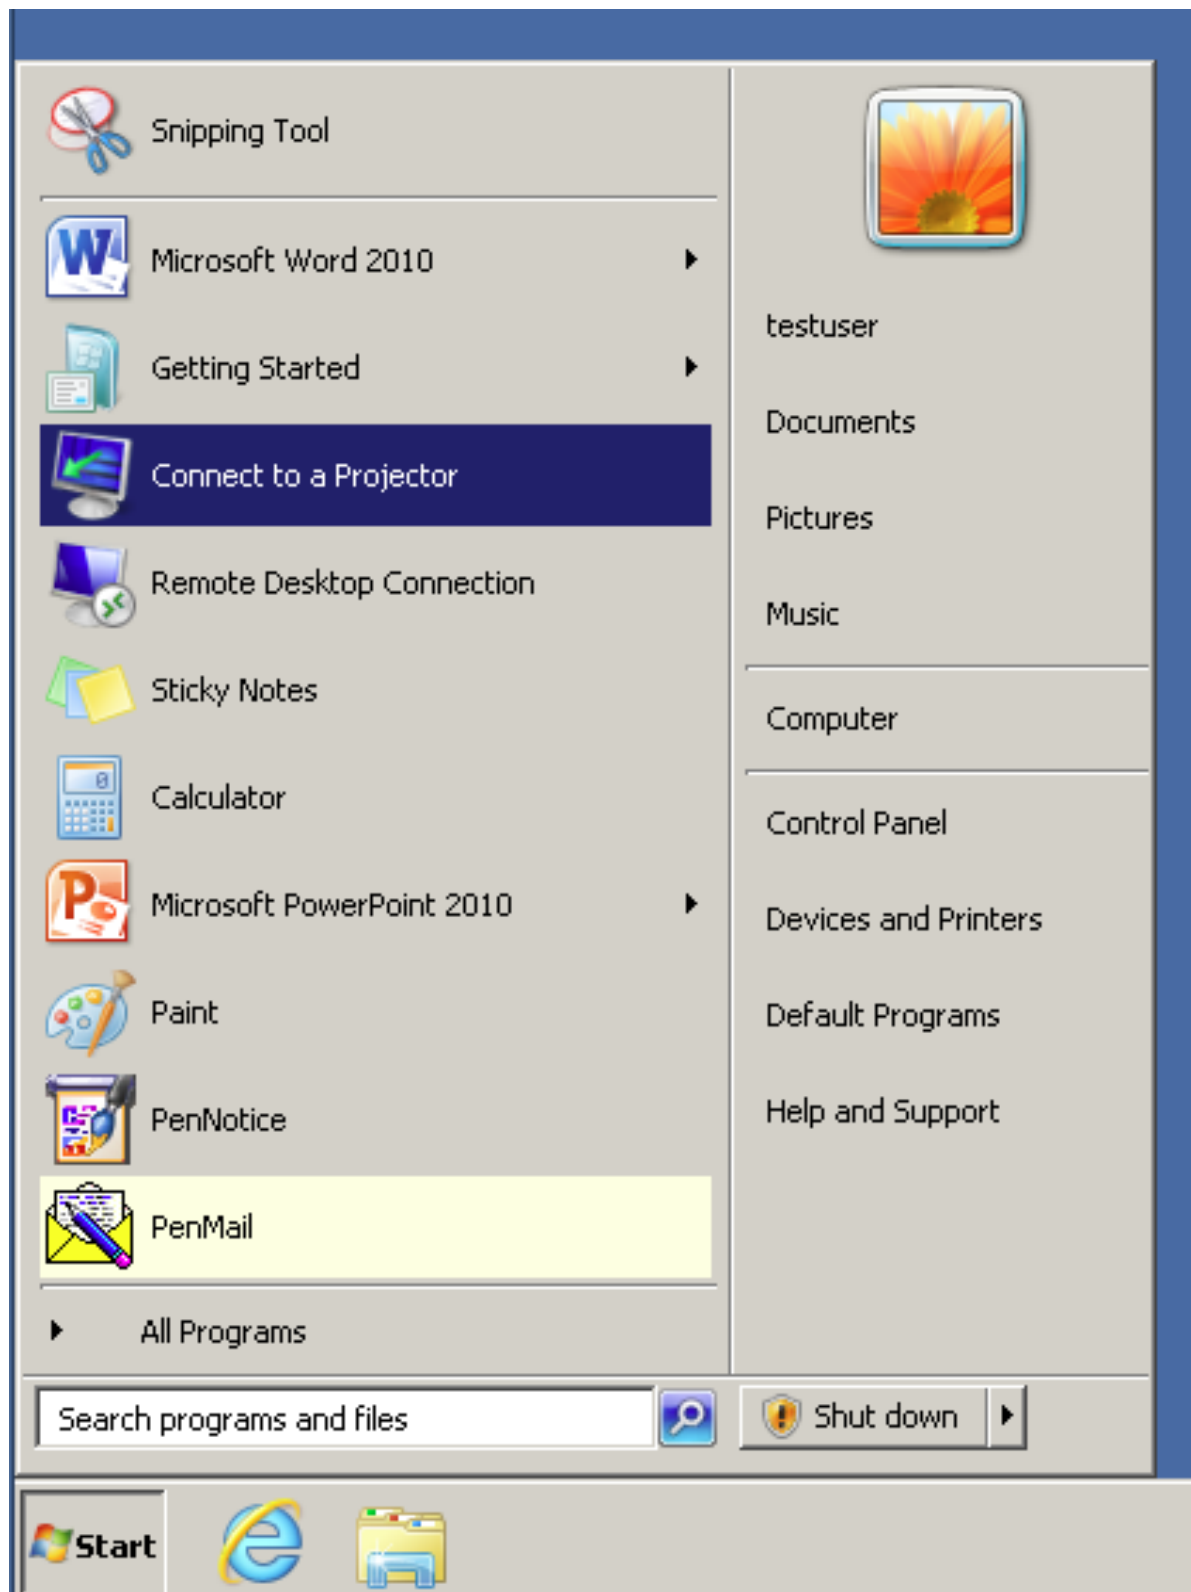 Snipping Tool
Microsoft Word 2010
Getting Started
Connect to a Projector
Remote Desktop Connection
Sticky Notes
Calculator
Microsoft PowerPoint 2010
Paint
PenNotice
PenMail
All Programs
Search programs and files
testuser
Documents
Pictures
Music
Computer
Control Panel
Devices and Printers
Default Programs
Help and Support
Shut down
Start